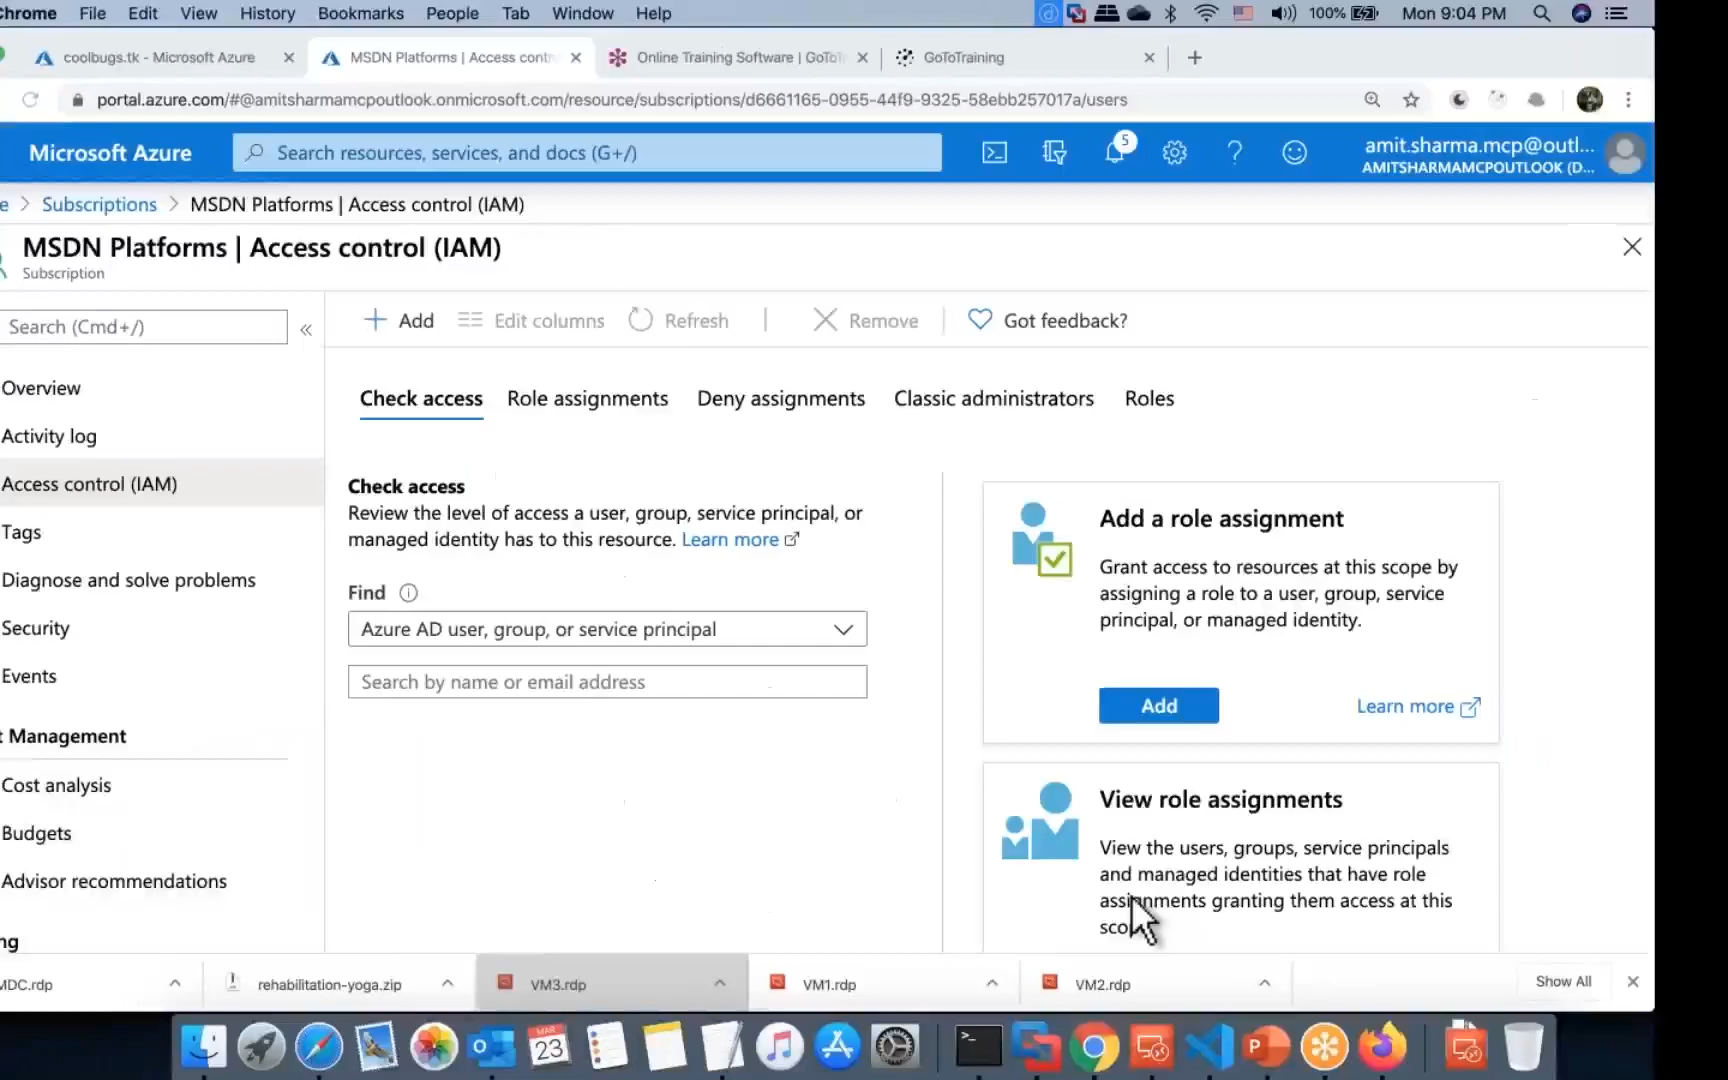 Chrome File Edit View History Bookmarks People Tab Window Help 100% Mon 9:04 PM
coolbugs.tk - Microsoft Azure MSDN Platforms | Access contr Online Training Software | GoTo GoToTraining
portal.azure.com/#@amitsharmamcpoutlook.onmicrosoft.com/resource/subscriptions/d6661165-0955-44f9-9325-58ebb257017a/users
Microsoft Azure Search resources, services, and docs (G+/) 5 amit.sharma.mcp@outl...
AMITSHARMAMCPOUTLOOK (D...
e > Subscriptions > MSDN Platforms | Access control (IAM)
MSDN Platforms | Access control (IAM)
Subscription
Search (Cmd+/) «
Add Edit columns Refresh Remove Got feedback?
Overview
Activity log
Access control (IAM)
Tags
Diagnose and solve problems
Security
Events
t Management
Cost analysis
Budgets
Advisor recommendations
ng
Check access Role assignments Deny assignments Classic administrators Roles
Check access
Review the level of access a user, group, service principal, or
managed identity has to this resource. Learn more
Find
Azure AD user, group, or service principal
Search by name or email address
Add a role assignment
Grant access to resources at this scope by
assigning a role to a user, group, service
principal, or managed identity.
Add Learn more
View role assignments
View the users, groups, service principals
and managed identities that have role
assignments granting them access at this
MDC.rdp rehabilitation-yoga.zip VM3.rdp VM1.rdp VM2.rdp Show All
MAR
23